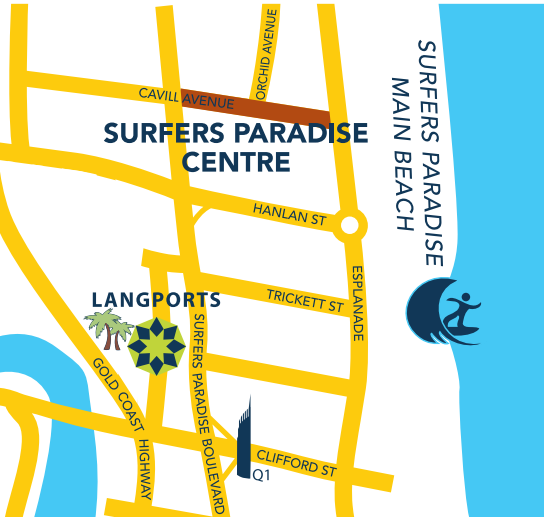 ORCHID AVENUE
CAVILL AVENUE
SURFERS PARADISE
CENTRE
SURFERS PARADISE
MAIN BEACH
HANLAN ST
ESPLANADE
TRICKETT ST
LANGPORTS
SURFERS PARADISE BOULEVARD
GOLD COAST HIGHWAY
CLIFFORD ST
Q1